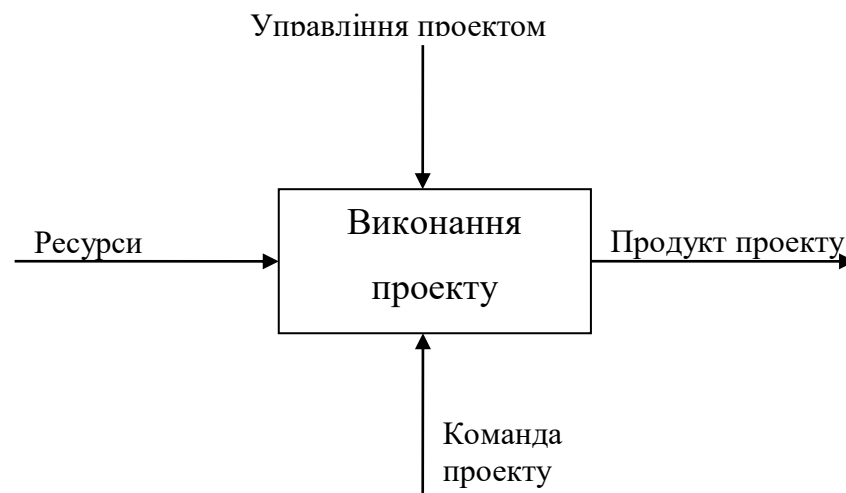 Управління проектом
Виконання
проекту
Ресурси
Продукт проекту
Команда
проекту